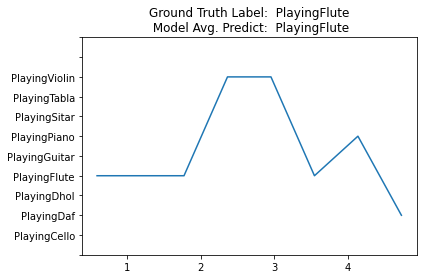 Ground Truth Label:  PlayingFlute
Model Avg. Predict:  PlayingFlute
PlayingViolin
PlayingTabla
PlayingSitar
PlayingPiano
PlayingGuitar
PlayingFlute
PlayingDhol
PlayingDaf
PlayingCello
1 2 3 4